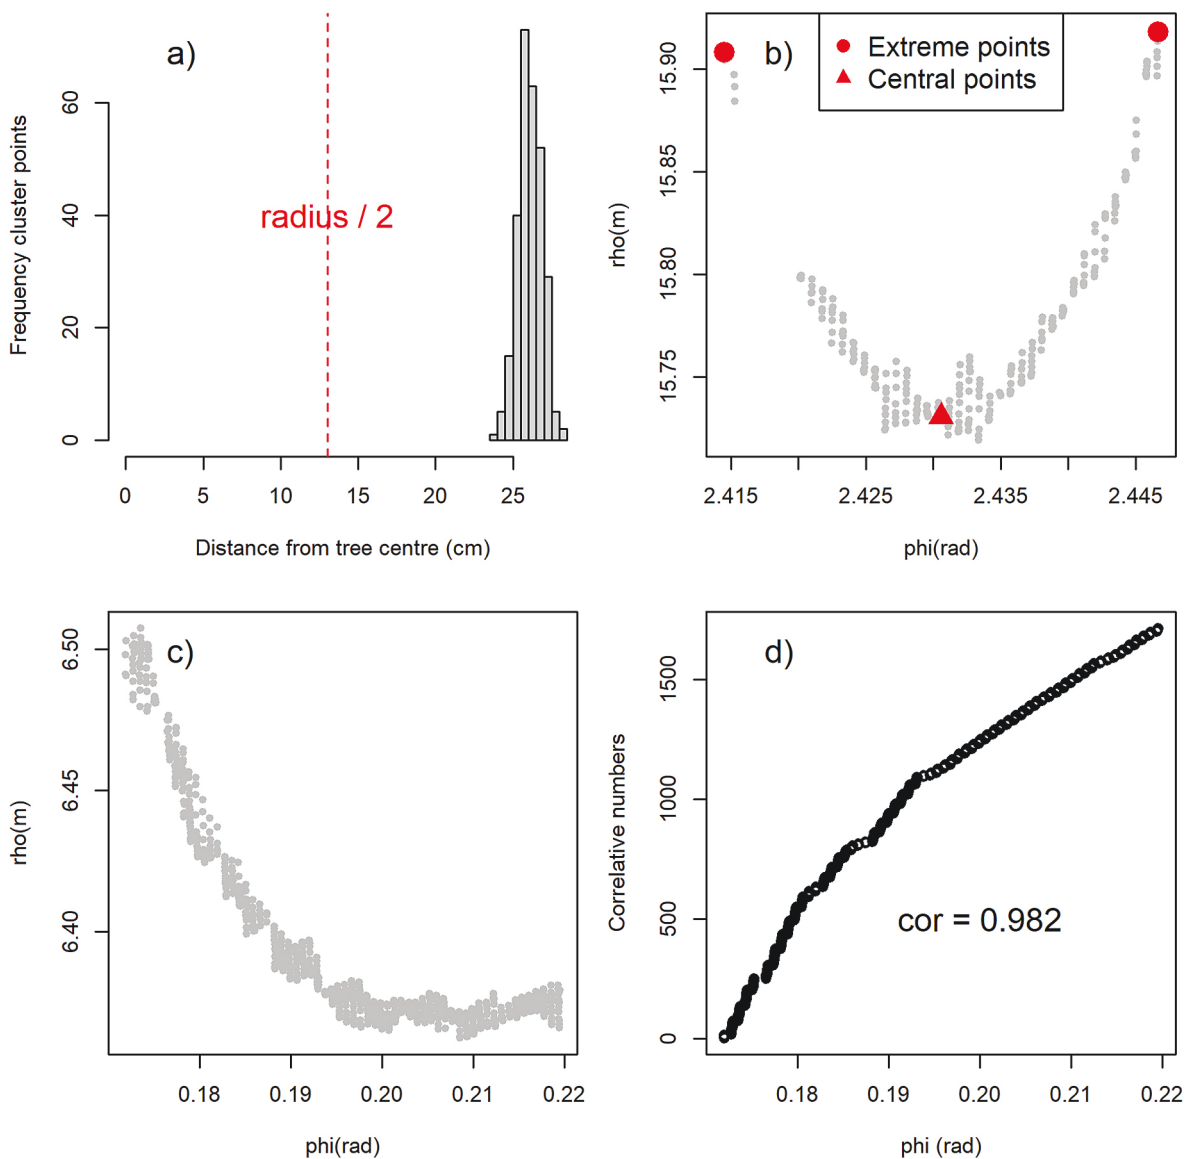 a)
radius / 2
Frequency cluster points
0
20
40
60
0
5
10
15
20
25
Distance from tree centre (cm)
b)
Extreme points
Central points
rho(m)
15.75
15.80
15.85
15.90
2.415
2.425
2.435
2.445
phi(rad)
c)
rho(m)
6.40
6.45
6.50
0.18
0.19
0.20
0.21
0.22
phi(rad)
d)
cor = 0.982
Correlative numbers
0
500
1000
1500
0.18
0.19
0.20
0.21
0.22
phi (rad)